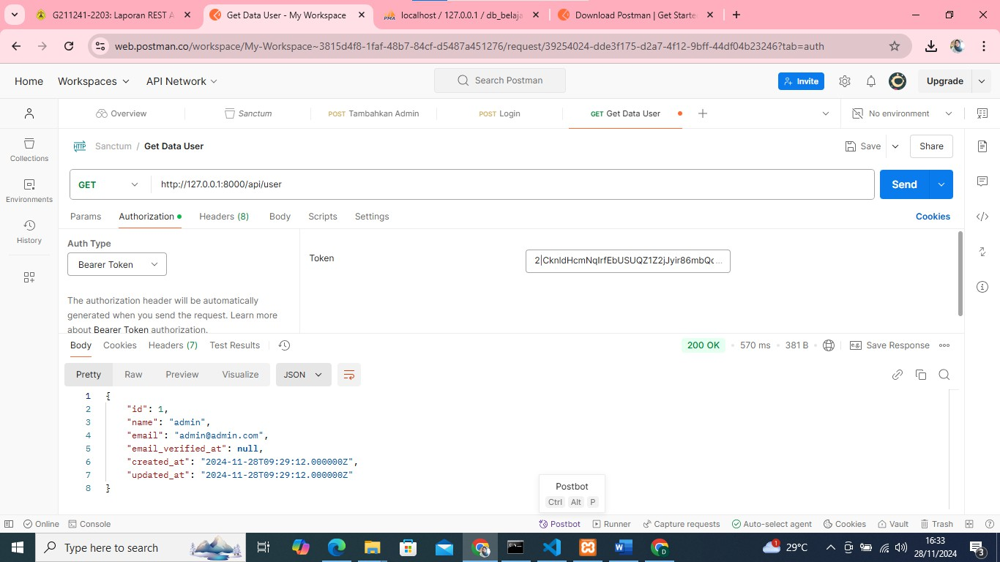 G211241-2203: Laporan REST A
Get Data User - My Workspace
PMA
localhost / 127.0.0.1 / db_belaja
Download Postman | Get Starte
web.postman.co/workspace/My-Workspace~3815d4f8-1faf-48b7-84cf-d5487a451276/request/39254024-dde3f175-d2a7-4f12-9bff-44df04b23246?tab=auth
Home
Workspaces
API Network
Search Postman
Invite
Upgrade
Overview
Sanctum
POST Tambahkan Admin
POST Login
GET Get Data User
No environment
Collections
Environments
History
HTTP
Sanctum / Get Data User
Save
Share
GET
http://127.0.0.1:8000/api/user
Send
Params
Authorization
Headers (8)
Body
Scripts
Settings
Cookies
Auth Type
Bearer Token
The authorization header will be automatically
generated when you send the request. Learn more
about Bearer Token authorization.
Token
2|CknldHcmNqIrfEbUSUQZ1Z2jJyir86mbQc...
Body
Cookies
Headers (7)
Test Results
200 OK
570 ms
381 B
e.g.
Save Response
Pretty
Raw
Preview
Visualize
JSON
1 {
2 "id": 1,
3 "name": "admin",
4 "email": "admin@admin.com",
5 "email_verified_at": null,
6 "created_at": "2024-11-28T09:29:12.000000Z",
7 "updated_at": "2024-11-28T09:29:12.000000Z"
8 }
Postbot
Ctrl Alt P
Online
Console
Postbot
Runner
Capture requests
Auto-select agent
Cookies
Vault
Trash
Type here to search
1
29°C
16:33
28/11/2024
3